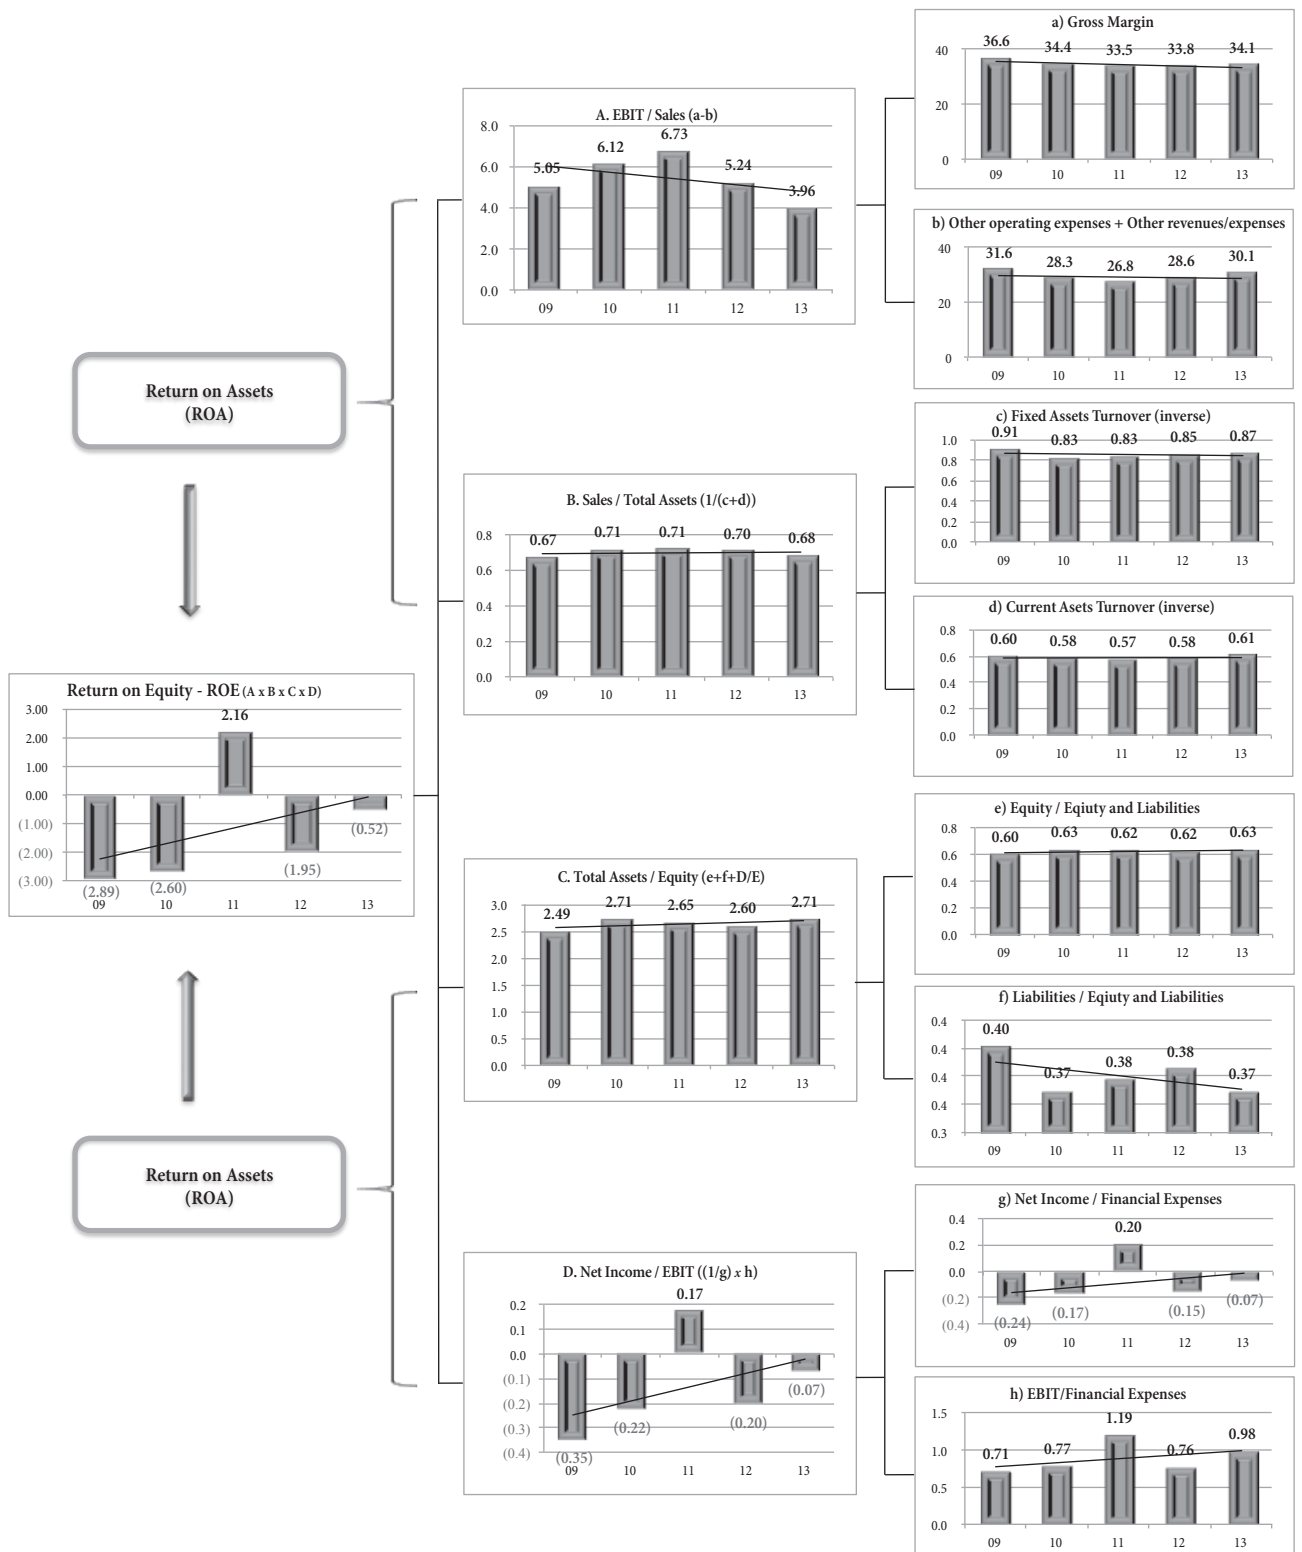 a) Gross Margin
36.6 34.4 33.5 33.8 34.1
40
20
0
09 10 11 12 13
A. EBIT / Sales (a-b)
5.05 6.12 6.73 5.24 3.96
8.0
6.0
4.0
2.0
0.0
09 10 11 12 13
b) Other operating expenses + Other revenues/expenses
31.6 28.3 26.8 28.6 30.1
40
20
0
09 10 11 12 13
Return on Assets
(ROA)
c) Fixed Assets Turnover (inverse)
0.91 0.83 0.83 0.85 0.87
1.0
0.8
0.6
0.4
0.2
0.0
09 10 11 12 13
B. Sales / Total Assets (1/(c+d))
0.67 0.71 0.71 0.70 0.68
0.8
0.6
0.4
0.2
0.0
09 10 11 12 13
d) Current Asets Turnover (inverse)
0.60 0.58 0.57 0.58 0.61
0.8
0.6
0.4
0.2
0.0
09 10 11 12 13
Return on Equity - ROE (A x B x C x D)
3.00
2.00
1.00
0.00
(1.00)
(2.00)
(3.00)
(2.89) (2.60) 2.16 (1.95) (0.52)
09 10 11 12 13
e) Equity / Eqiuty and Liabilities
0.60 0.63 0.62 0.62 0.63
0.8
0.6
0.4
0.2
0.0
09 10 11 12 13
C. Total Assets / Equity (e+f+D/E)
2.49 2.71 2.65 2.60 2.71
3.0
2.5
2.0
1.5
1.0
0.5
0.0
09 10 11 12 13
f) Liabilities / Eqiuty and Liabilities
0.40 0.37 0.38 0.38 0.37
0.4
0.4
0.4
0.4
0.3
09 10 11 12 13
Return on Assets
(ROA)
g) Net Income / Financial Expenses
0.4
0.2
0.0
(0.2)
(0.4)
(0.24) (0.17) 0.20 (0.15) (0.07)
09 10 11 12 13
D. Net Income / EBIT ((1/g) x h)
0.2
0.1
0.0
(0.1)
(0.2)
(0.3)
(0.4)
(0.35) (0.22) 0.17 (0.20) (0.07)
09 10 11 12 13
h) EBIT/Financial Expenses
0.71 0.77 1.19 0.76 0.98
1.5
1.0
0.5
0.0
09 10 11 12 13